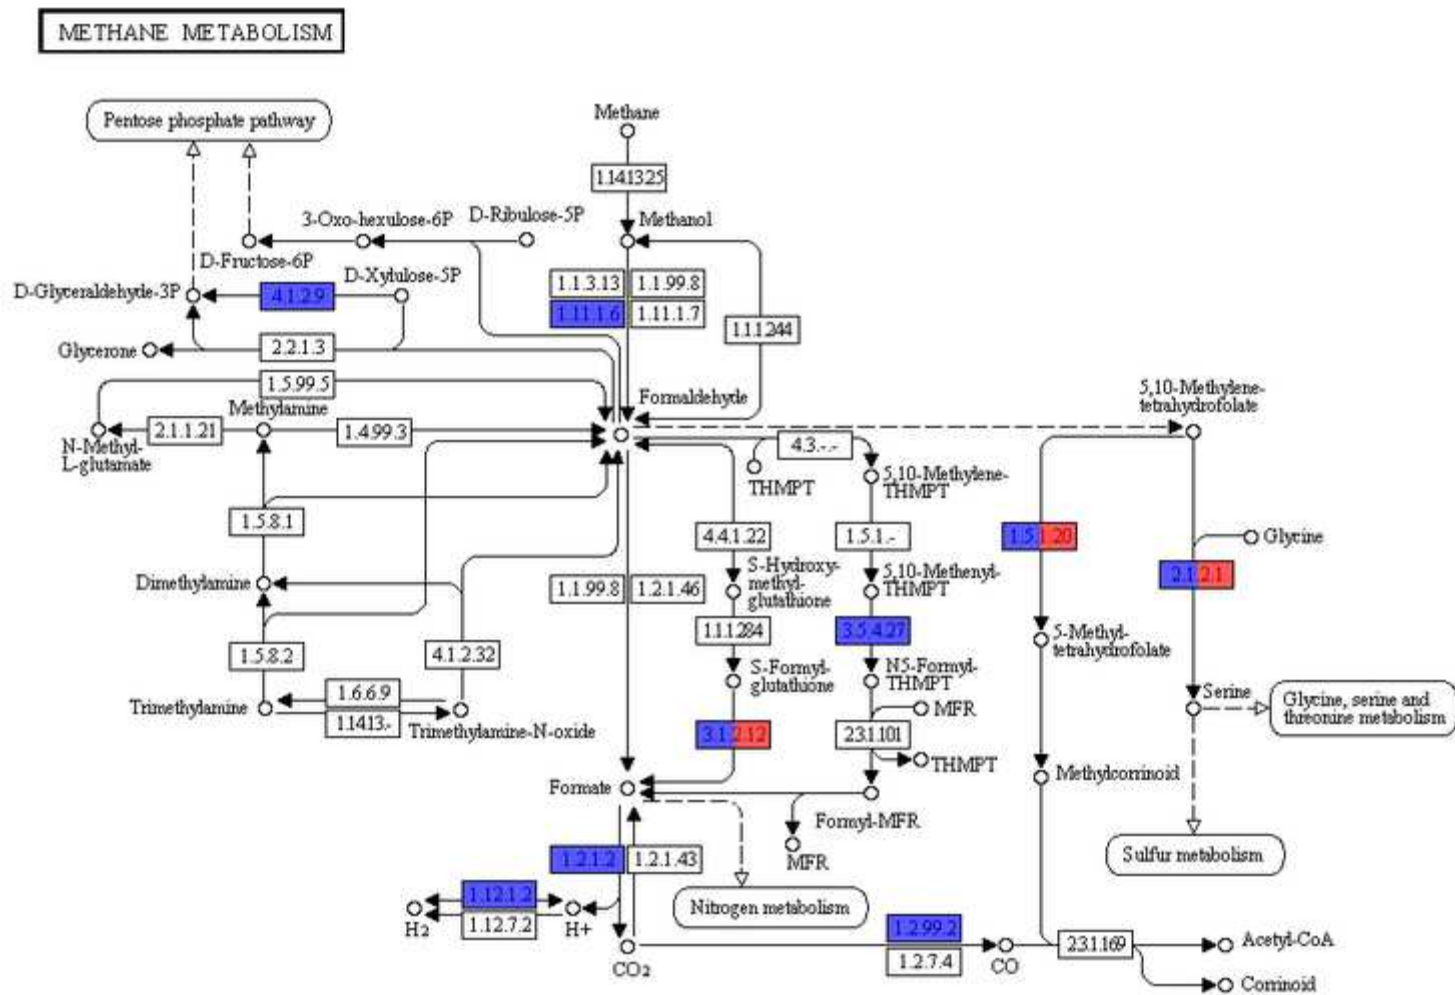 METHANE METABOLISM
Pentose phosphate pathway
Methane
1.14.13.25
3-Oxo-hexulose-6P
D-Ribulose-5P
Methanol
D-Fructose-6P
D-Xylulose-5P
D-Glyceraldehyde-3P
4.1.2.9
1.1.3.13
1.1.99.8
1.11.1.6
1.11.1.7
1.1.1.244
Glycerone
2.2.1.3
1.5.99.5
Formaldehyde
5,10-Methylene-
tetrahydrofolate
Methylamine
2.1.1.21
1.4.99.3
4.3.-.-
N-Methyl-
L-glutamate
THMPT
5,10-Methylene-
THMPT
1.5.8.1
4.4.1.22
1.5.1.-
1.5.1.20
Glycine
S-Hydroxy-
methyl-
glutathione
5,10-Methenyl-
THMPT
2.1.2.1
Dimethylamine
1.1.99.8
1.2.1.46
1.1.1.284
3.5.4.27
5-Methyl-
tetrahydrofolate
1.5.8.2
4.1.2.32
S-Formyl-
glutathione
N5-Formyl-
THMPT
1.6.6.9
Serine
Glycine, serine and
threonine metabolism
Trimethylamine
1.14.13.-
Trimethylamine-N-oxide
MFR
3.1.2.12
2.3.1.101
THMPT
Methylcorrinoid
Formate
Formyl-MFR
MFR
1.2.1.2
1.2.1.43
Sulfur metabolism
1.12.1.2
1.12.7.2
H2
H+
Nitrogen metabolism
1.2.99.2
1.2.7.4
CO2
CO
2.3.1.169
Acetyl-CoA
Corrinoid